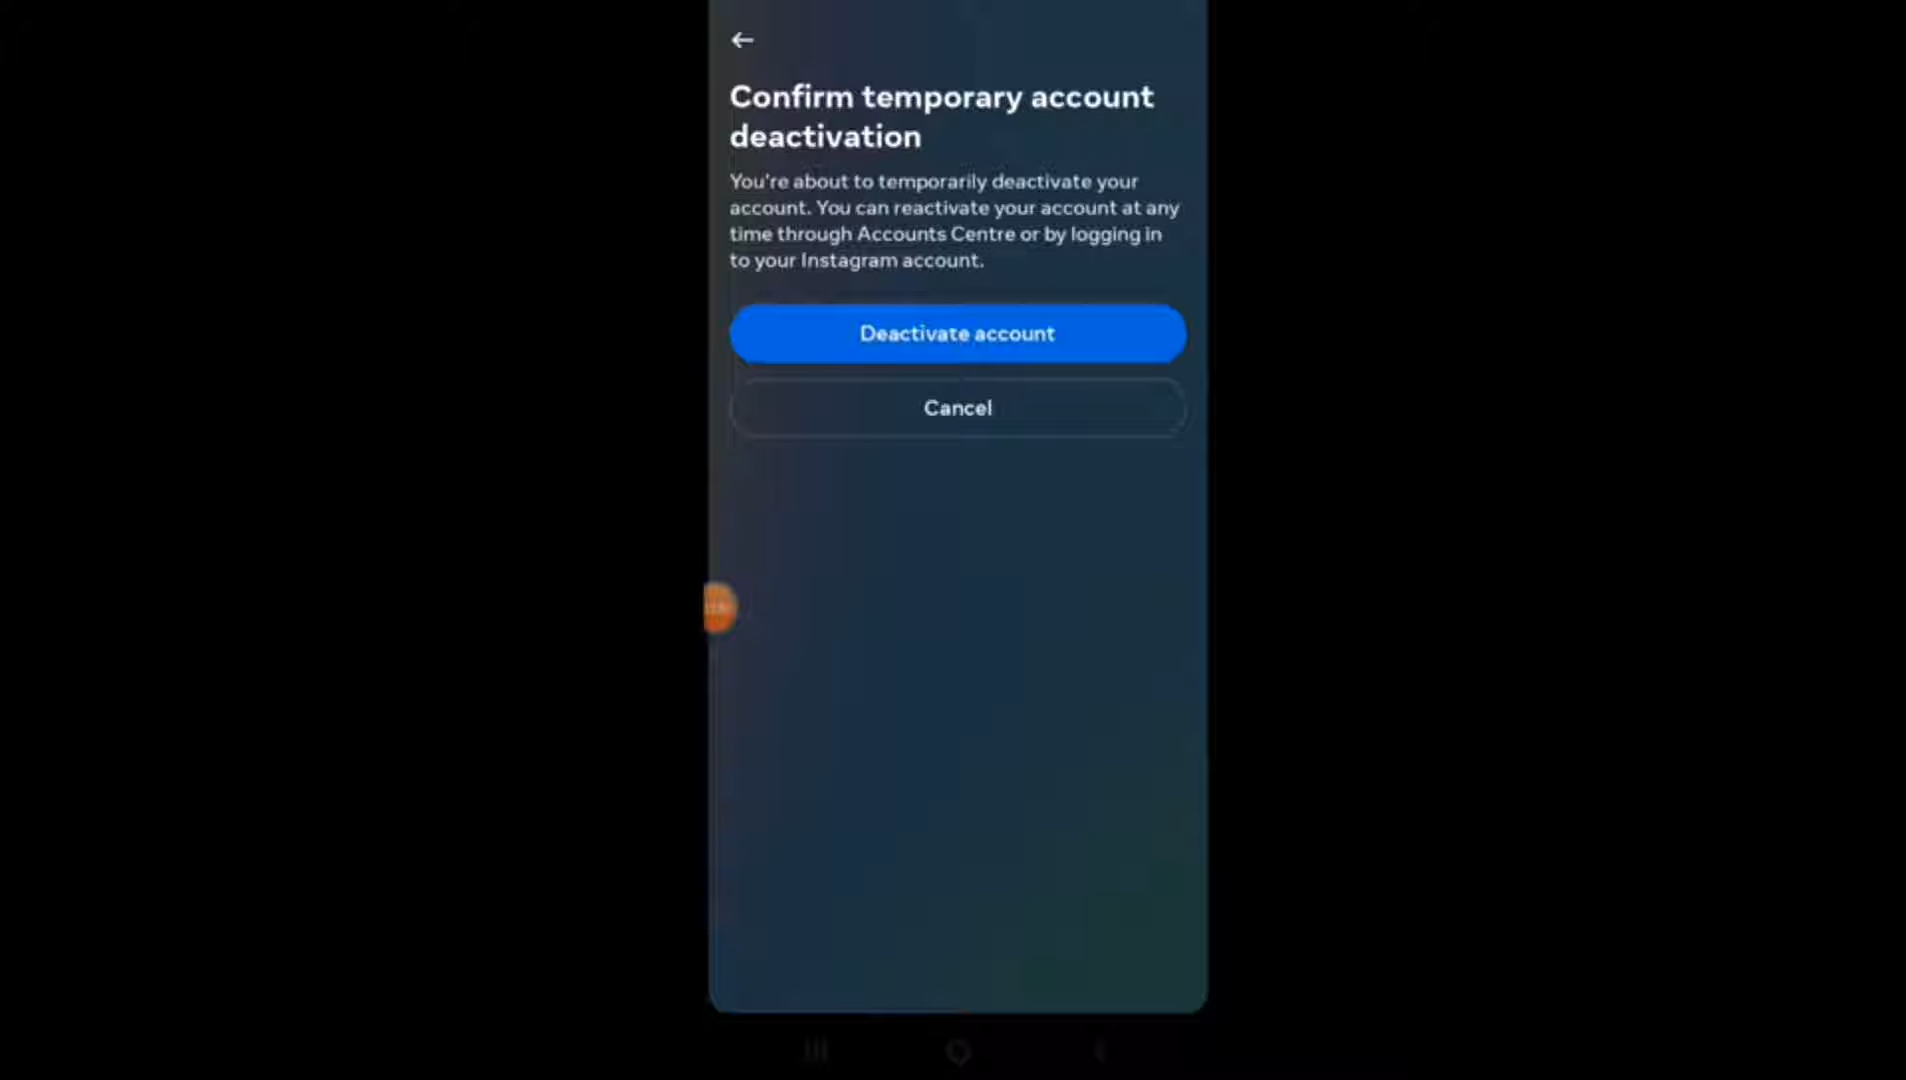 Confirm temporary account
deactivation
You're about to temporarily deactivate your
account. You can reactivate your account at any
time through Accounts Centre or by logging in
to your Instagram account.
Deactivate account
Cancel